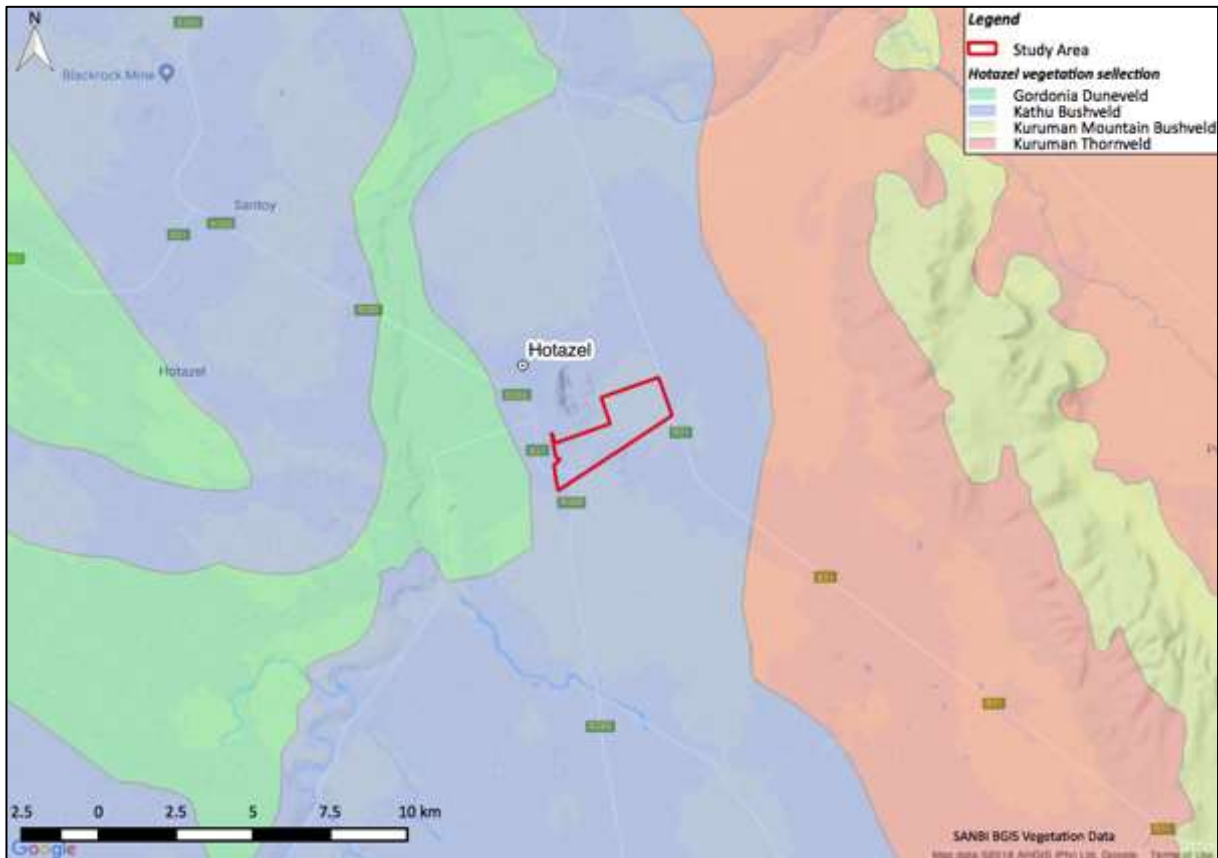 N
Legend
Study Area
Hotazel vegetation sellection
Gordonia Duneveld
Kathu Bushveld
Kuruman Mountain Bushveld
Kuruman Thornveld
Blackrock Mine
Santoy
Hotazel
Hotazel
R31
2.5 0 2.5 5 7.5 10 km
Google
SANBI BGIS Vegetation Data